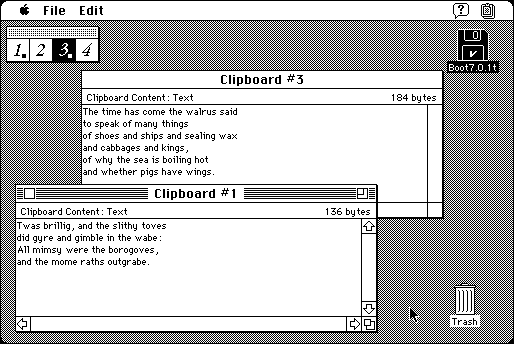 File Edit
1. 2 3. 4
Boot7.0.1†
Clipboard #3
Clipboard Content: Text 184 bytes
The time has come the walrus said
to speak of many things
of shoes and ships and sealing wax
and cabbages and kings,
of why the sea is boiling hot
and whether pigs have wings.
Clipboard #1
Clipboard Content: Text 136 bytes
Twas brillig, and the slithy toves
did gyre and gimble in the wabe:
All mimsy were the borogoves,
and the mome raths outgrabe.
Trash